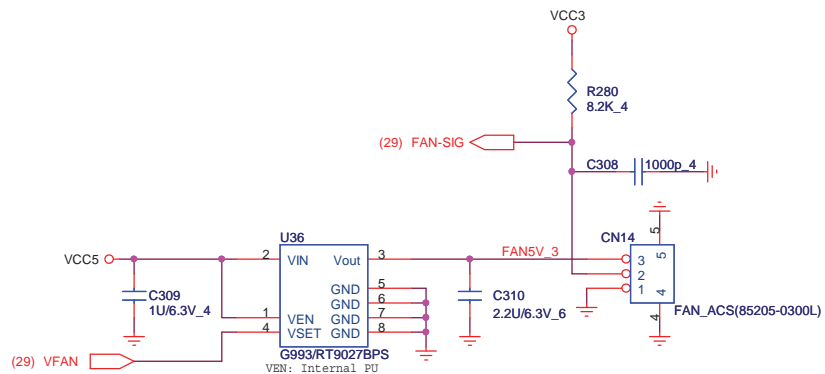 VCC3
R280
8.2K_4
(29) FAN-SIG
C308 1000p_4
U36
CN14
5
5
VCC5
2 VIN Vout 3
FAN5V_3
3
2
1
C309
1U/6.3V_4
GND 5
GND 6
1 VEN GND 7
4 VSET GND 8
C310
2.2U/6.3V_6
4
4
FAN_ACS(85205-0300L)
(29) VFAN
G993/RT9027BPS
VEN: Internal PU